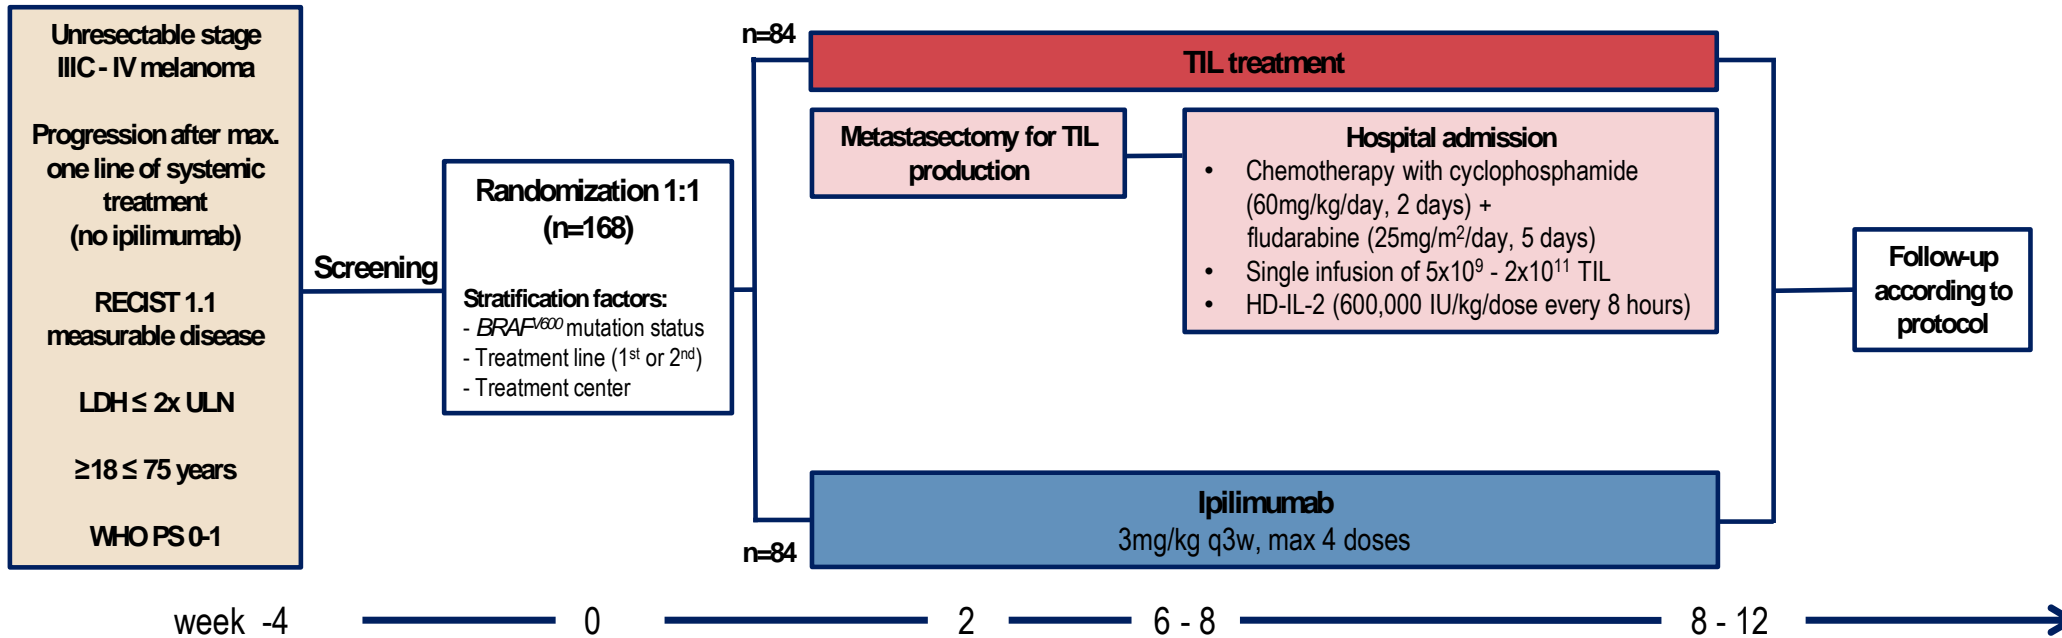 Unresectable stage
IIIC - IV melanoma
Progression after max.
one line of systemic
treatment
(no ipilimumab)
RECIST 1.1
measurable disease
LDH ≤ 2x ULN
≥18 ≤ 75 years
WHO PS 0-1
Screening
Randomization 1:1
(n=168)
Stratification factors:
- BRAFⱽ⁶⁰⁰ mutation status
- Treatment line (1ˢᵗ or 2ⁿᵈ)
- Treatment center
n=84
TIL treatment
Metastasectomy for TIL
production
Hospital admission
• Chemotherapy with cyclophosphamide
(60mg/kg/day, 2 days) +
fludarabine (25mg/m²/day, 5 days)
• Single infusion of 5x10⁹ - 2x10¹¹ TIL
• HD-IL-2 (600,000 IU/kg/dose every 8 hours)
n=84
Ipilimumab
3mg/kg q3w, max 4 doses
Follow-up
according to
protocol
week -4 0 2 6 - 8 8 - 12